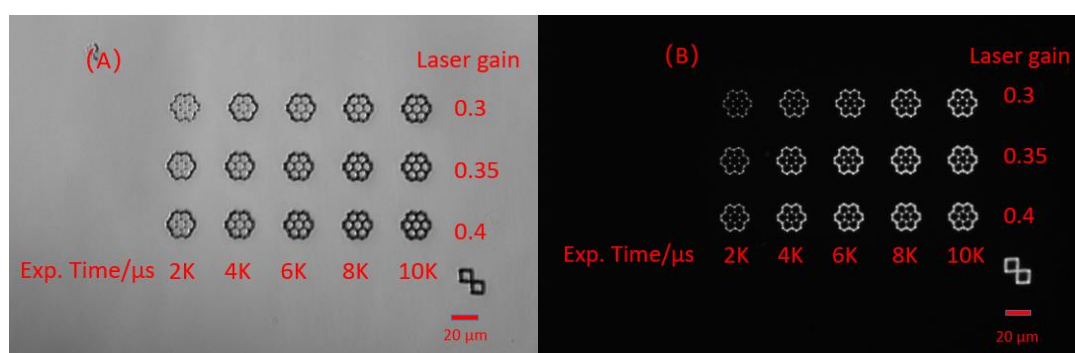 (A)
Laser gain
0.3
0.35
0.4
Exp. Time/μs 2K 4K 6K 8K 10K
20 μm
(B)
Laser gain
0.3
0.35
0.4
Exp. Time/μs 2K 4K 6K 8K 10K
20 μm